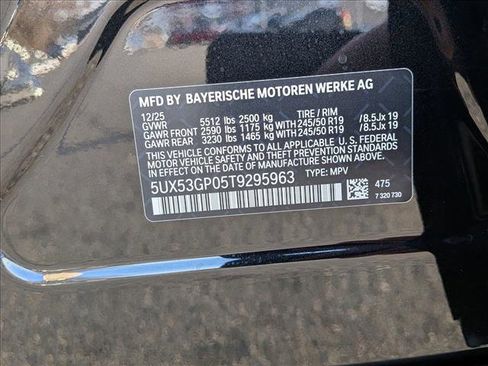 MFD BY BAYERISCHE MOTOREN WERKE AG
12/25 5512 lb 2500 kg TIRE / RIM
GVWR
GAWR FRONT 2590 lb 1175 kg WITH 245/50 R19 / 8.5Jx 19
GAWR REAR 3230 lb 1465 kg WITH 245/50 R19 / 8.5Jx 19
THIS VEHICLE CONFORMS TO ALL APPLICABLE U.S. FEDERAL
MOTOR VEHICLE SAFETY AND THEFT PREVENTION STANDARDS
IN EFFECT ON THE DATE OF MANUFACTURE SHOWN ABOVE.
5UX53GP05T9295963 TYPE: MPV
475
7 320 730